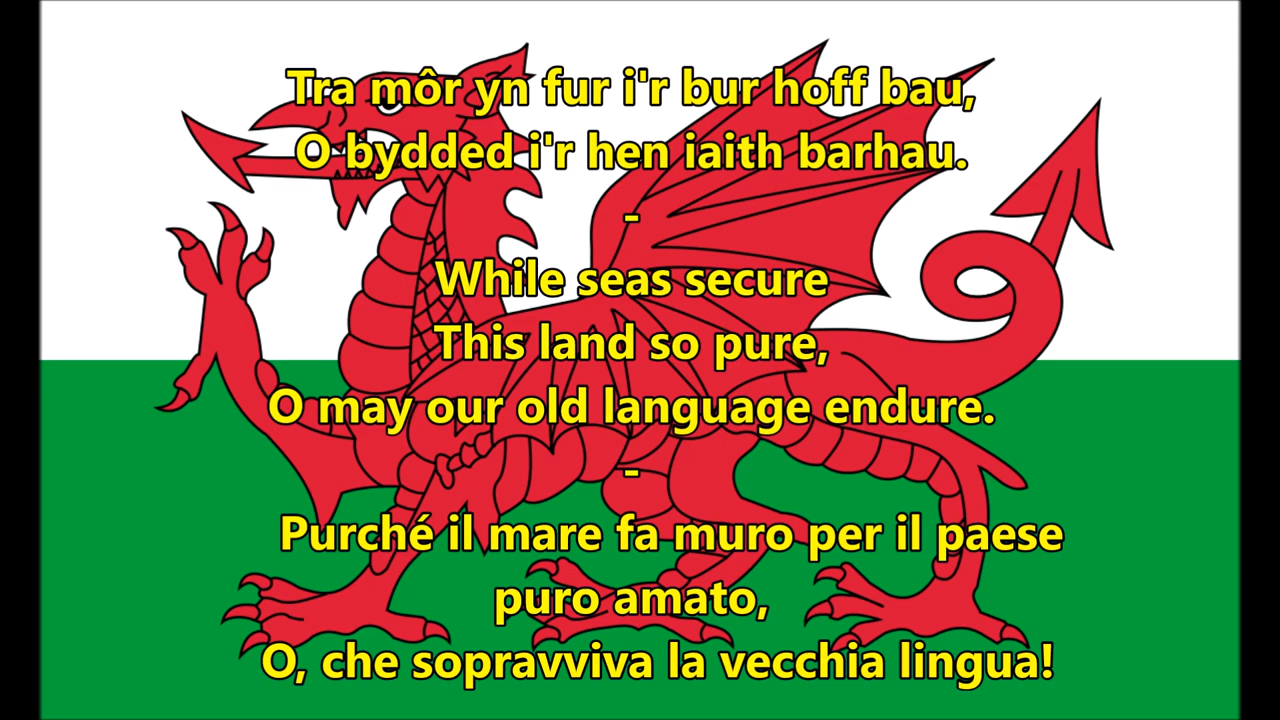 Tra môr yn fur i'r bur hoff bau,
O bydded i'r hen iaith barhau.
-
While seas secure
This land so pure,
O may our old language endure.
-
Purché il mare fa muro per il paese
puro amato,
O, che sopravviva la vecchia lingua!